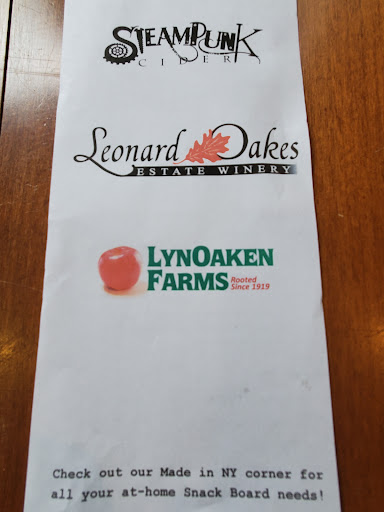 STEAMPUNK
CIDER
Leonard Oakes
ESTATE WINERY
LYNOAKEN
FARMS Rooted
Since 1919
Check out our Made in NY corner for
all your at-home Snack Board needs!